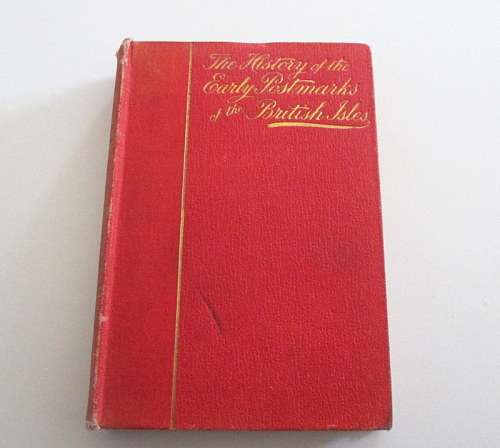 The History of the
Early Postmarks
of the British Isles